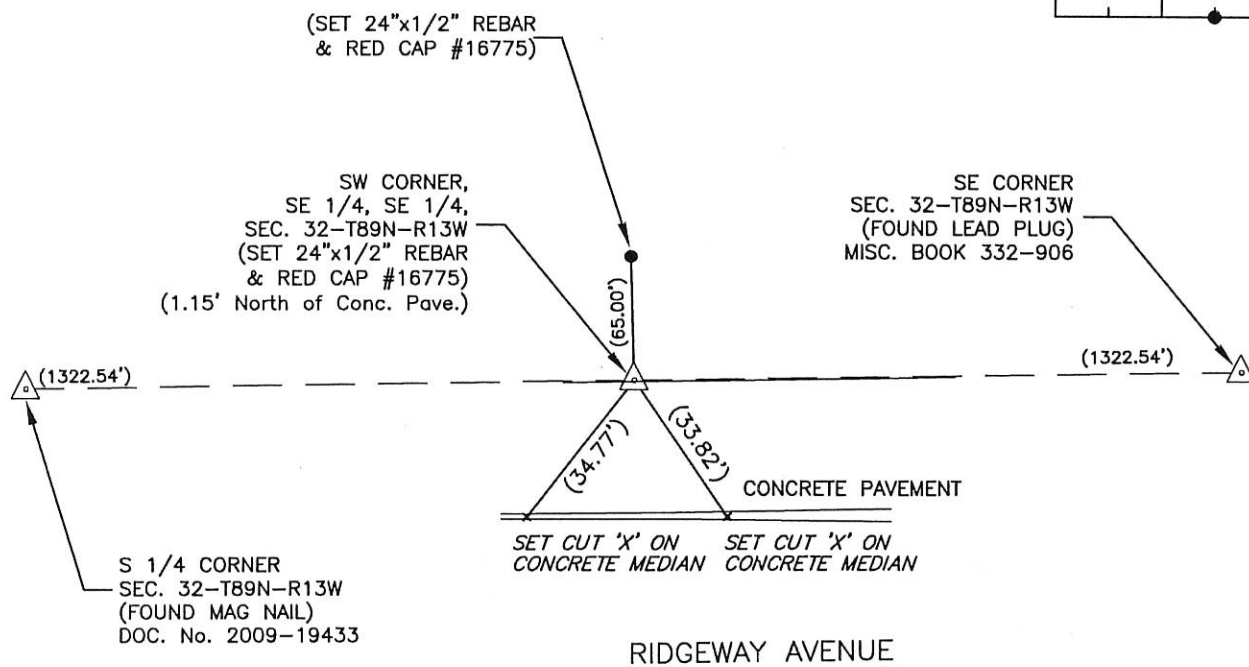 (SET 24"x1/2" REBAR
& RED CAP #16775)
SW CORNER,
SE 1/4, SE 1/4,
SEC. 32-T89N-R13W
(SET 24"x1/2" REBAR
& RED CAP #16775)
(1.15' North of Conc. Pave.)
SE CORNER
SEC. 32-T89N-R13W
(FOUND LEAD PLUG)
MISC. BOOK 332-906
(65.00')
(1322.54')
(1322.54')
(34.77')
(33.82')
CONCRETE PAVEMENT
SET CUT 'X' ON
CONCRETE MEDIAN
SET CUT 'X' ON
CONCRETE MEDIAN
S 1/4 CORNER
SEC. 32-T89N-R13W
(FOUND MAG NAIL)
DOC. No. 2009-19433
RIDGEWAY AVENUE